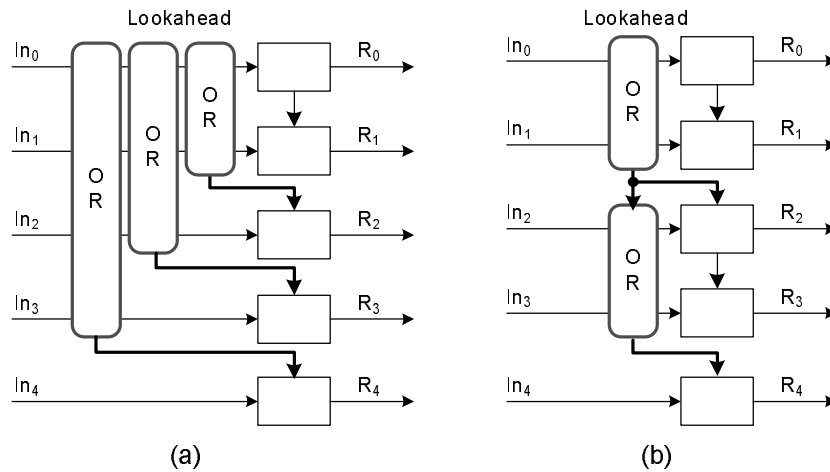 Lookahead
In0 O R O R O R R0
In1 R1
In2 R2
In3 R3
In4 R4
(a)
Lookahead
In0 O R R0
In1 R1
In2 O R R2
In3 R3
In4 R4
(b)